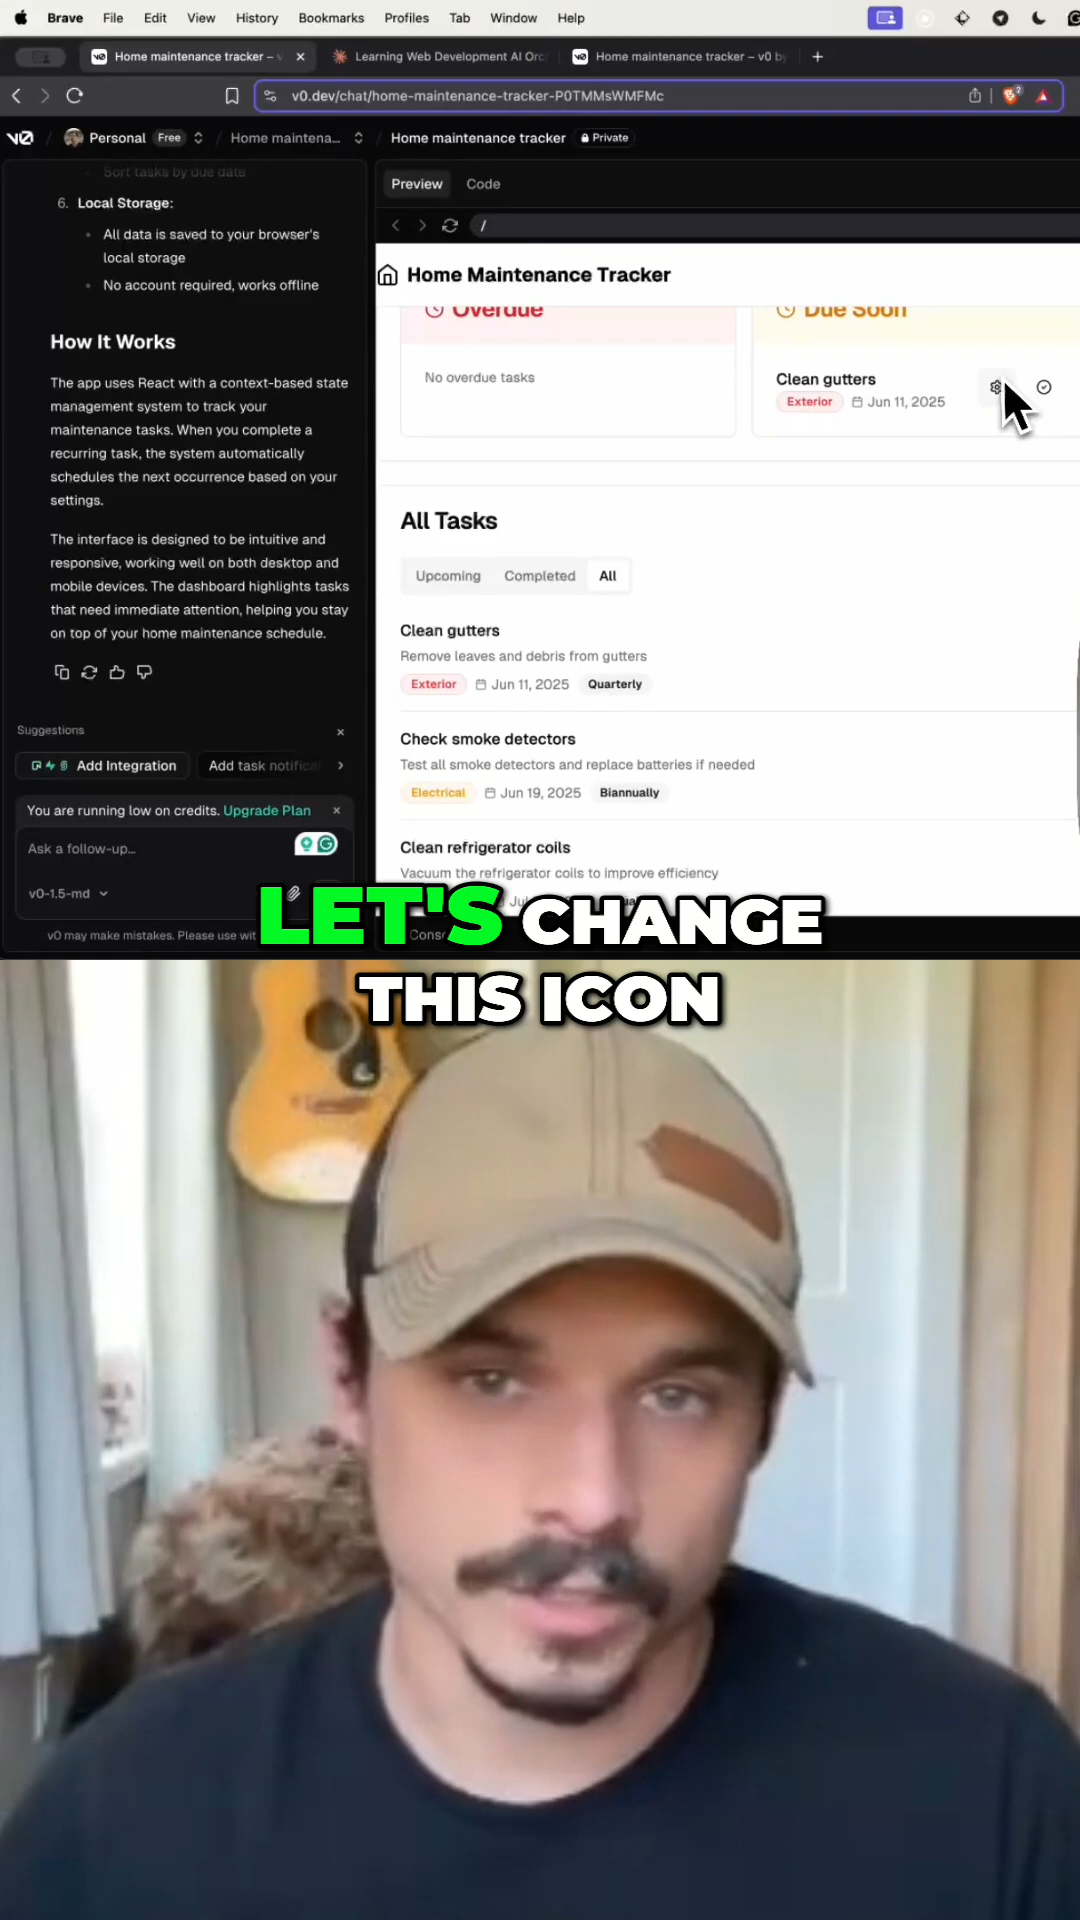 Brave File Edit View History Bookmarks Profiles Tab Window Help
Home maintenance tracker – v
Learning Web Development AI Orc
Home maintenance tracker – v0 by
v0.dev/chat/home-maintenance-tracker-P0TMMsWMFMc
2
v0 / Personal Free / Home maintena... / Home maintenance tracker Private
Sort tasks by due date
6. Local Storage:
All data is saved to your browser's
local storage
No account required, works offline
How It Works
The app uses React with a context-based state
management system to track your
maintenance tasks. When you complete a
recurring task, the system automatically
schedules the next occurrence based on your
settings.
The interface is designed to be intuitive and
responsive, working well on both desktop and
mobile devices. The dashboard highlights tasks
that need immediate attention, helping you stay
on top of your home maintenance schedule.
Suggestions
Add Integration
Add task notifica
You are running low on credits. Upgrade Plan
Ask a follow-up...
v0-1.5-md
v0 may make mistakes. Please use wit
Preview Code
/
Home Maintenance Tracker
Overdue
No overdue tasks
Due Soon
Clean gutters
Exterior Jun 11, 2025
All Tasks
Upcoming Completed All
Clean gutters
Remove leaves and debris from gutters
Exterior Jun 11, 2025 Quarterly
Check smoke detectors
Test all smoke detectors and replace batteries if needed
Electrical Jun 19, 2025 Biannually
Clean refrigerator coils
Vacuum the refrigerator coils to improve efficiency
LET'S CHANGE
THIS ICON